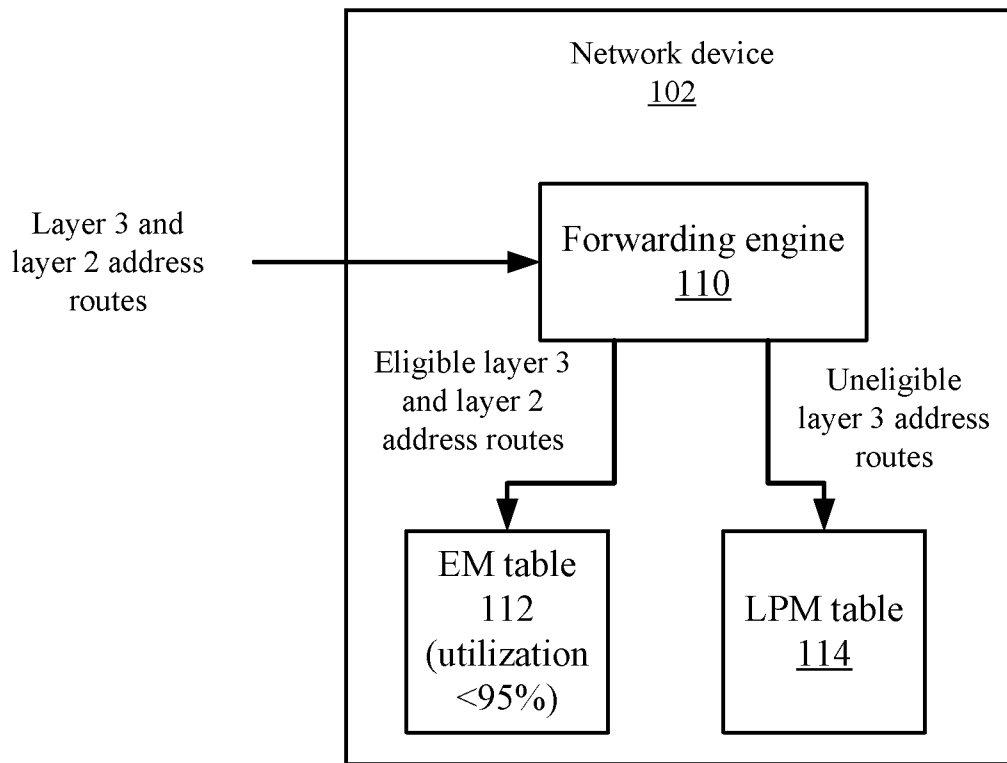 Network device
102
Layer 3 and
layer 2 address
routes
Forwarding engine
110
Eligible layer 3
and layer 2
address routes
Uneligible
layer 3 address
routes
EM table
112
(utilization
<95%)
LPM table
114